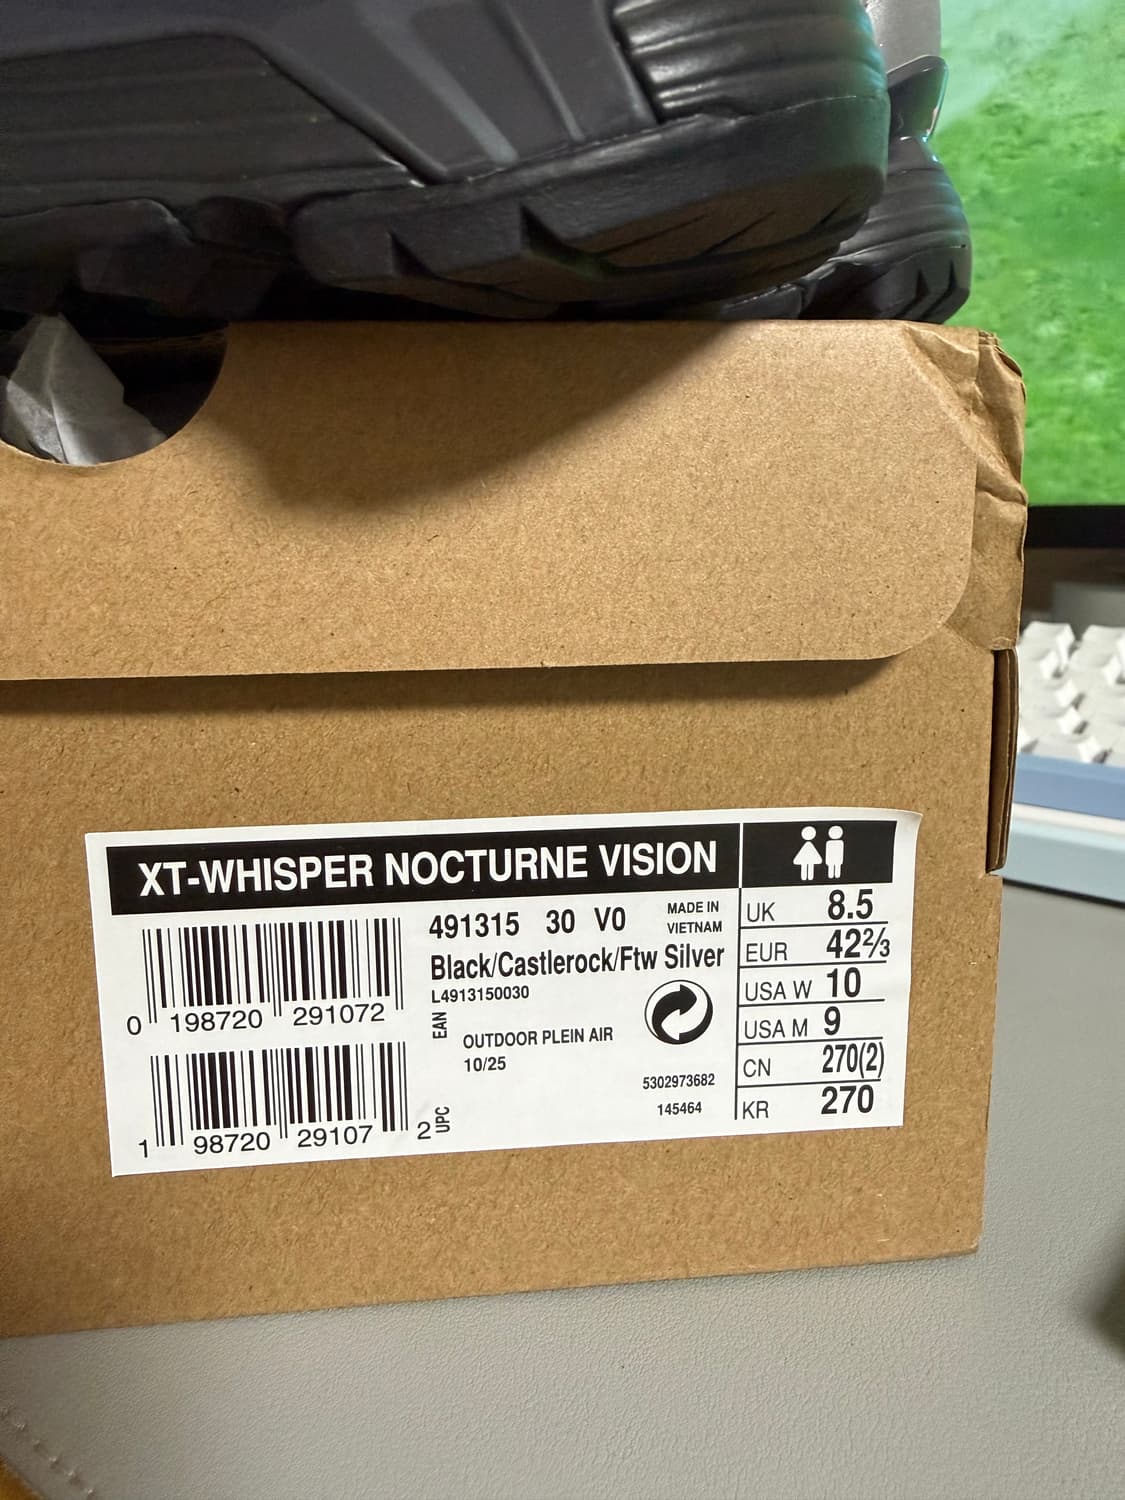 XT-WHISPER NOCTURNE VISION
0 198720 291072
1 98720 29107 2
EAN
UPC
491315 30 V0
MADE IN
VIETNAM
Black/Castlerock/Ftw Silver
L4913150030
OUTDOOR PLEIN AIR
10/25
5302973682
145464
UK 8.5
EUR 42⅔
USA W 10
USA M 9
CN 270(2)
KR 270